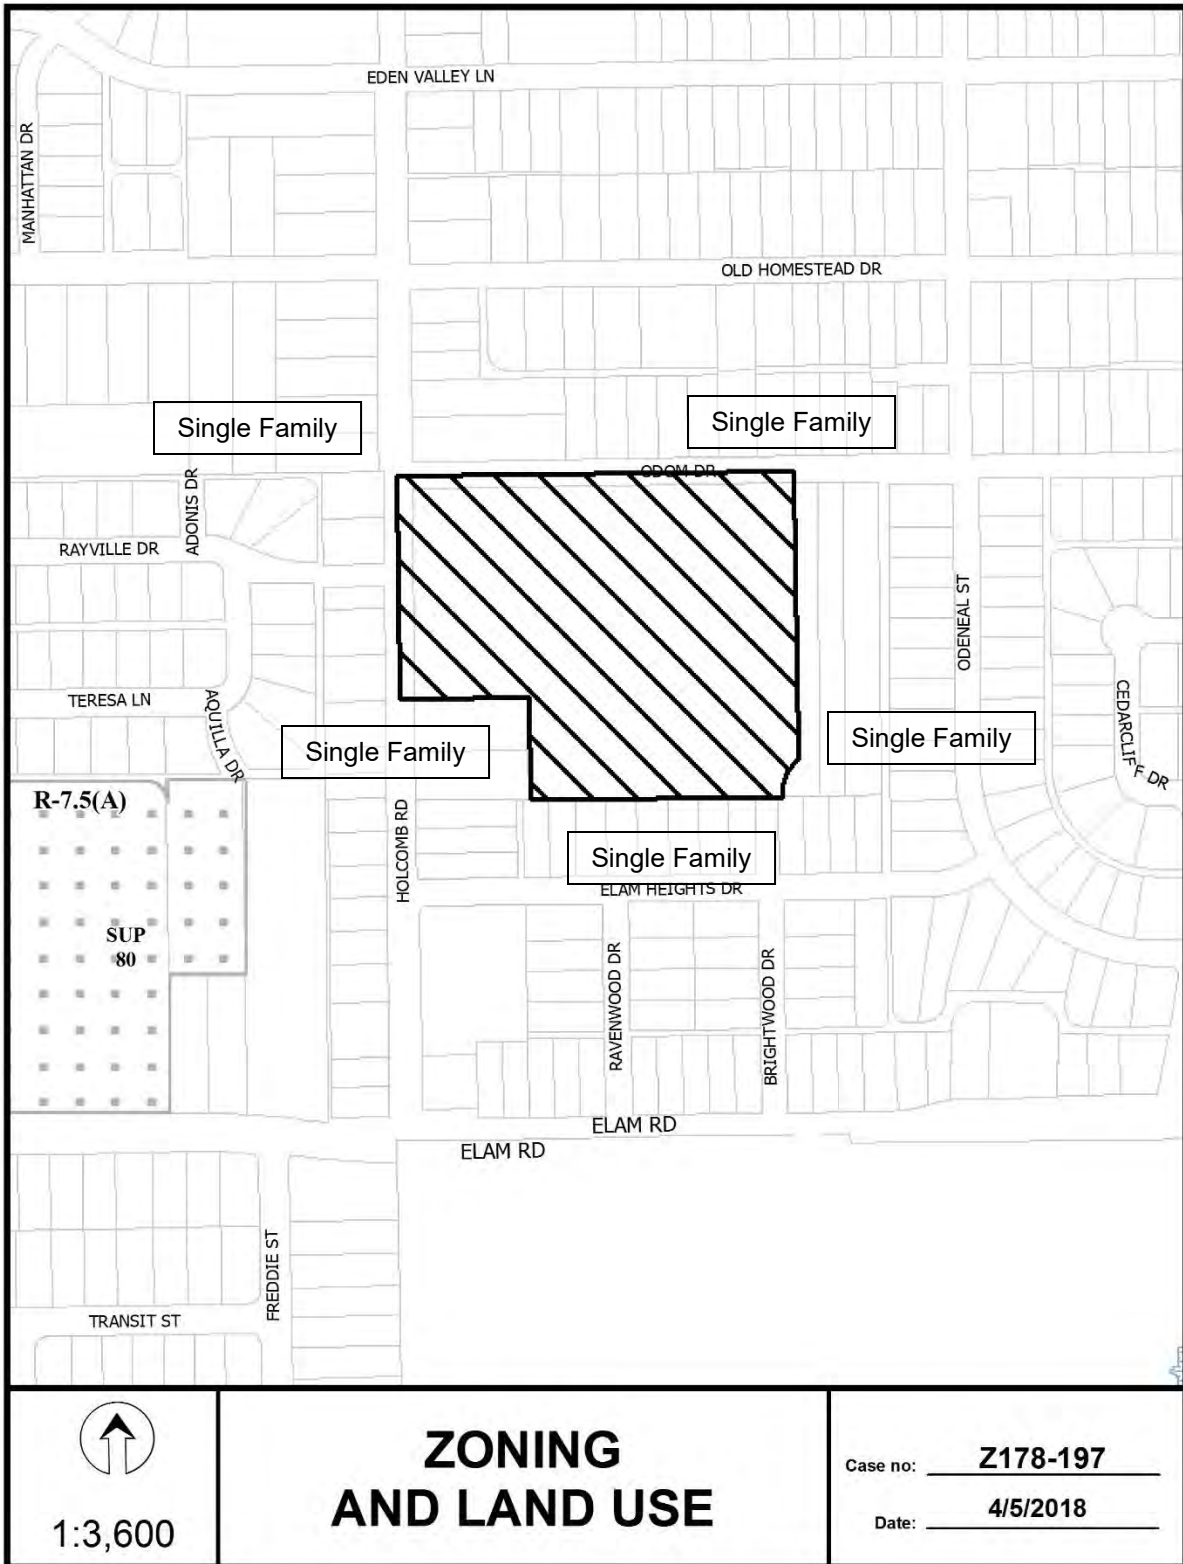 EDEN VALLEY LN
MANHATTAN DR
OLD HOMESTEAD DR
Single Family
Single Family
ODOM DR
ADONIS DR
RAYVILLE DR
ODENEAL ST
TERESA LN
AQUILLA DR
CEDARCLIFF DR
Single Family
Single Family
R-7.5(A)
HOLCOMB RD
Single Family
ELAM HEIGHTS DR
SUP
80
RAVENWOOD DR
BRIGHTWOOD DR
ELAM RD
ELAM RD
FREDDIE ST
TRANSIT ST
1:3,600
ZONING
AND LAND USE
Case no: Z178-197
Date: 4/5/2018